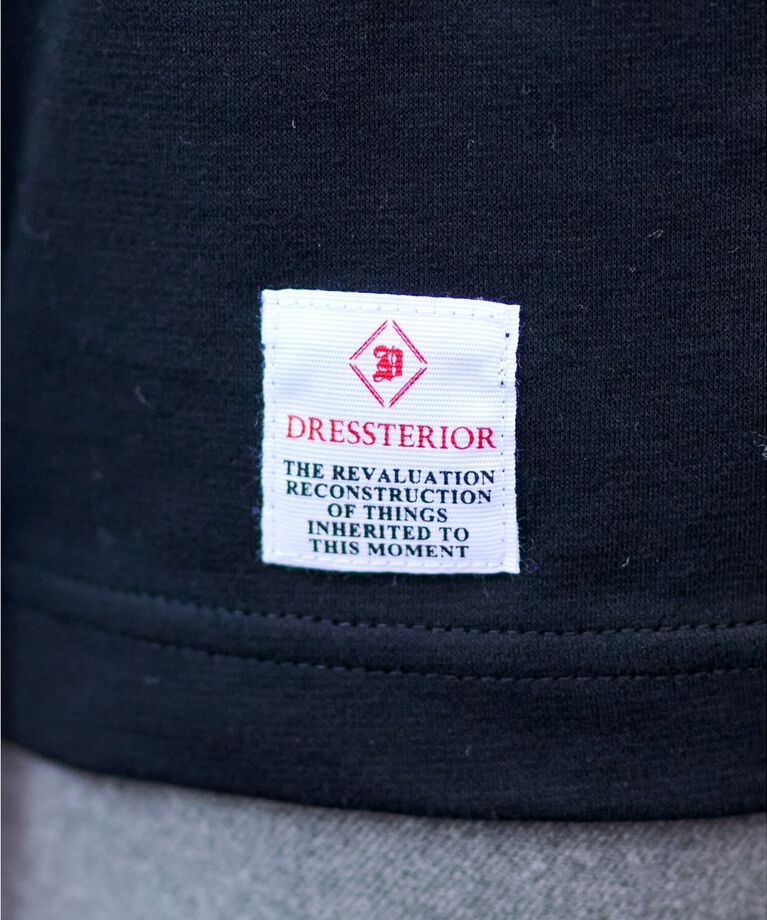 D
DRESSTERIOR
THE REVALUATION
RECONSTRUCTION
OF THINGS
INHERITED TO
THIS MOMENT